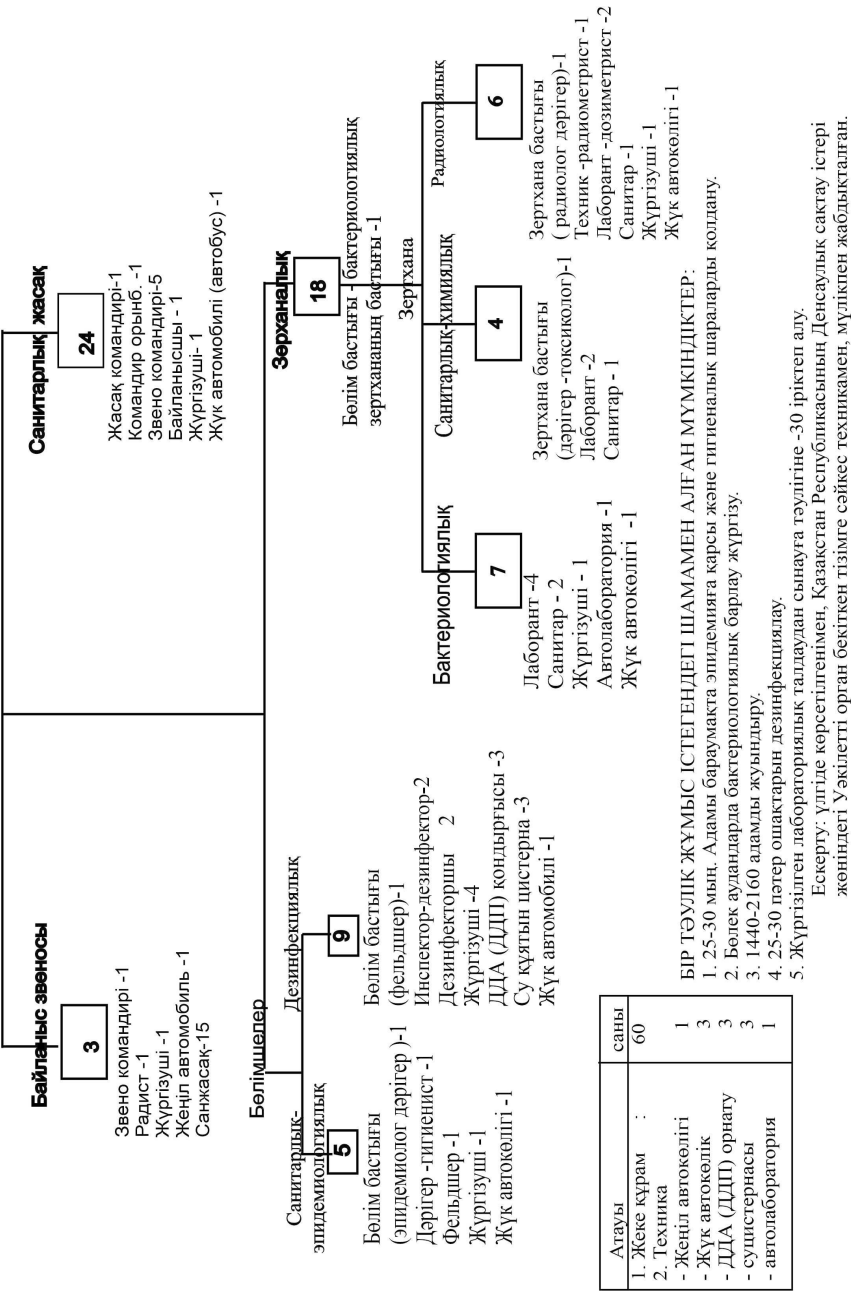 Байланыс звеносы
3
Звено командирі -1
Радист -1
Жүргізуші -1
Жеңіл автомобиль -1
Санжасақ-15
Санитарлық жасақ
24
Жасақ командирі-1
Командир орынб. -1
Звено командирі-5
Байланысшы - 1
Жүргізуші- 1
Жүк автомобилі (автобус) -1
Бөлімшелер
Санитарлық-
эпидемиологиялық
5
Бөлім бастығы
(эпидемиолог дәрігер )-1
Дәрігер -гигиенист -1
Фельдшер -1
Жүргізуші -1
Жүк автокөлігі -1
Дезинфекциялық
9
Бөлім бастығы
(фельдшер)-1
Инспектор-дезинфектор-2
Дезинфекторшы 2
Жүргізуші -4
ДДА (ДДП) қондырғысы -3
Су құятын цистерна -3
Жүк автомобилі -1
Зерханалық
18
Бөлім бастығы - бактериологиялық
зертхананың бастығы -1
Зертхана
Бактериологиялық
7
Лаборант -4
Санитар - 2
Жүргізуші - 1
Автолаборатория -1
Жүк автокөлігі -1
Санитарлық-химиялық
4
Зертхана бастығы
(дәрігер -токсиколог)-1
Лаборант -2
Санитар - 1
Радиологиялық
6
Зертхана бастығы
( радиолог дәрігер)-1
Техник -радиометрист -1
Лаборант -дозиметрист -2
Санитар -1
Жүргізуші -1
Жүк автокөлігі -1
Атауы саны
1. Жеке құрам : 60
2. Техника
- Жеңіл автокөлігі 1
- Жүк автокөлік 3
- ДДА (ДДП) орнату 3
- суцистернасы 3
- автолаборатория 1
БІР ТӘУЛІК ЖҰМЫС ІСТЕГЕНДЕГІ ШАМАМЕН АЛҒАН МҮМКІНДІКТЕР:
1. 25-30 мың. Адамы бараумақта эпидемияға қарсы және гигиеналық шараларды колдану.
2. Бөлек аудандарда бактериологиялық барлау жүргізу.
3. 1440-2160 адамды жуындыру.
4. 25-30 пәтер ошақтарын дезинфекциялау.
5. Жүргізілген лабораториялық талдаудан сынауға тәулігіне -30 іріктеп алу.
Ескерту: үлгіде көрсетілгенімен, Қазақстан Республикасының Денсаулық сақтау істері
жөніндегі Уәкілетті орган бекіткен тізімге сәйкес техникамен, мүлікпен жабдықталған.